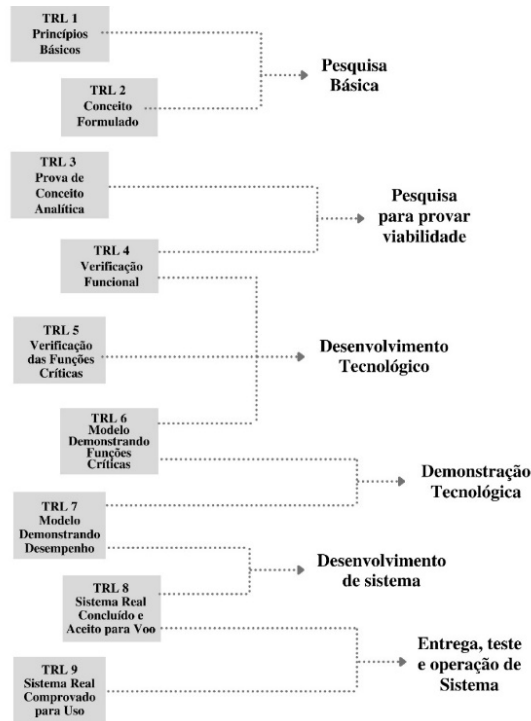 TRL 1
Princípios
Básicos
Pesquisa
Básica
TRL 2
Conceito
Formulado
TRL 3
Prova de
Conceito
Analítica
Pesquisa
para provar
viabilidade
TRL 4
Verificação
Funcional
TRL 5
Verificação
das Funções
Críticas
Desenvolvimento
Tecnológico
TRL 6
Modelo
Demonstrando
Funções
Críticas
Demonstração
Tecnológica
TRL 7
Modelo
Demonstrando
Desempenho
Desenvolvimento
de sistema
TRL 8
Sistema Real
Concluído e
Aceito para Voo
Entrega, teste
e operação de
Sistema
TRL 9
Sistema Real
Comprovado
para Uso